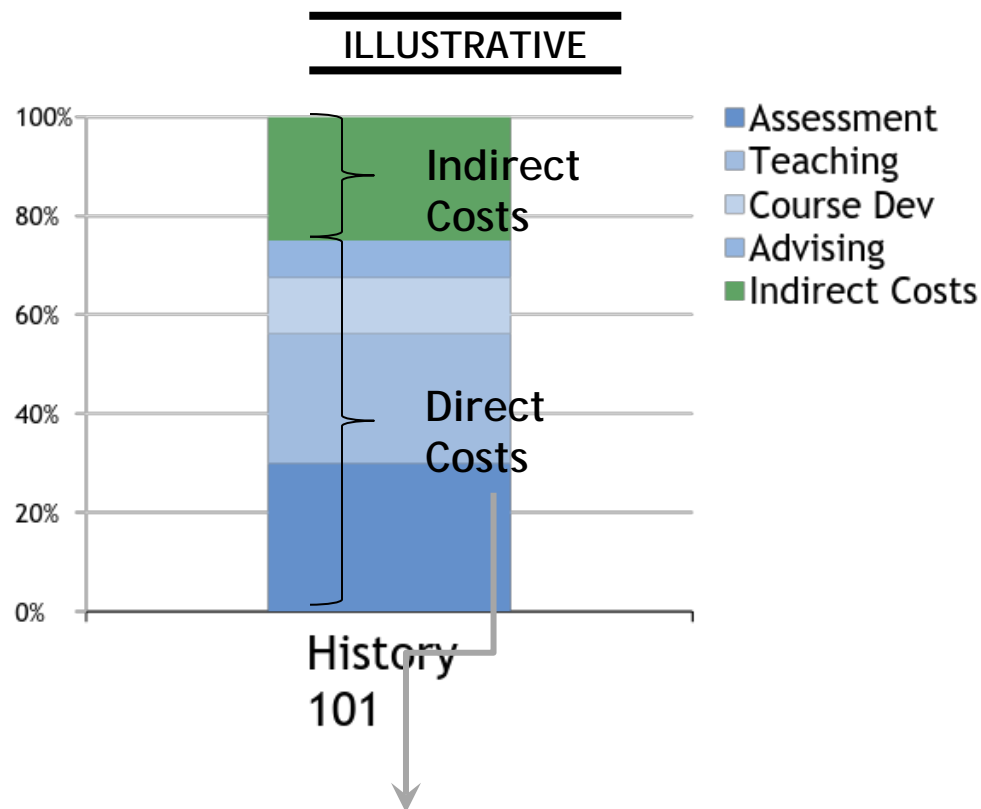 ILLUSTRATIVE
100%
80%
60%
40%
20%
0%
Indirect
Costs
Direct
Costs
History
101
Assessment
Teaching
Course Dev
Advising
Indirect Costs